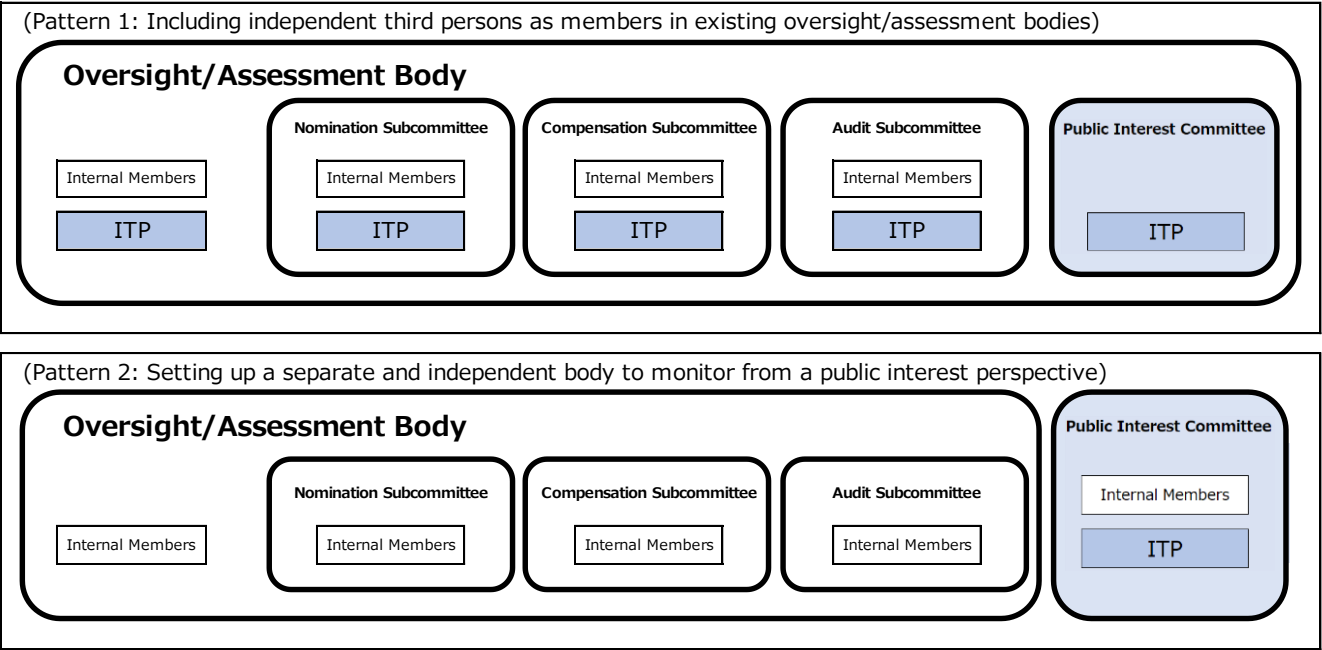 (Pattern 1: Including independent third persons as members in existing oversight/assessment bodies)
Oversight/Assessment Body
Nomination Subcommittee
Compensation Subcommittee
Audit Subcommittee
Public Interest Committee
Internal Members
Internal Members
Internal Members
Internal Members
ITP
ITP
ITP
ITP
ITP
(Pattern 2: Setting up a separate and independent body to monitor from a public interest perspective)
Oversight/Assessment Body
Public Interest Committee
Nomination Subcommittee
Compensation Subcommittee
Audit Subcommittee
Internal Members
Internal Members
Internal Members
Internal Members
Internal Members
ITP